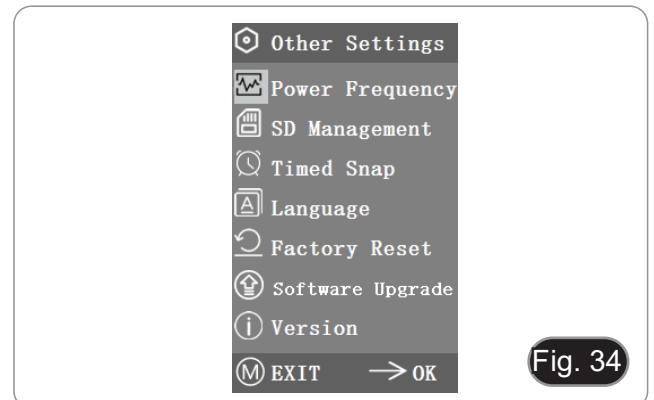 Other Settings
Power Frequency
SD Management
Timed Snap
Language
Factory Reset
Software Upgrade
Version
M EXIT → OK
Fig. 34